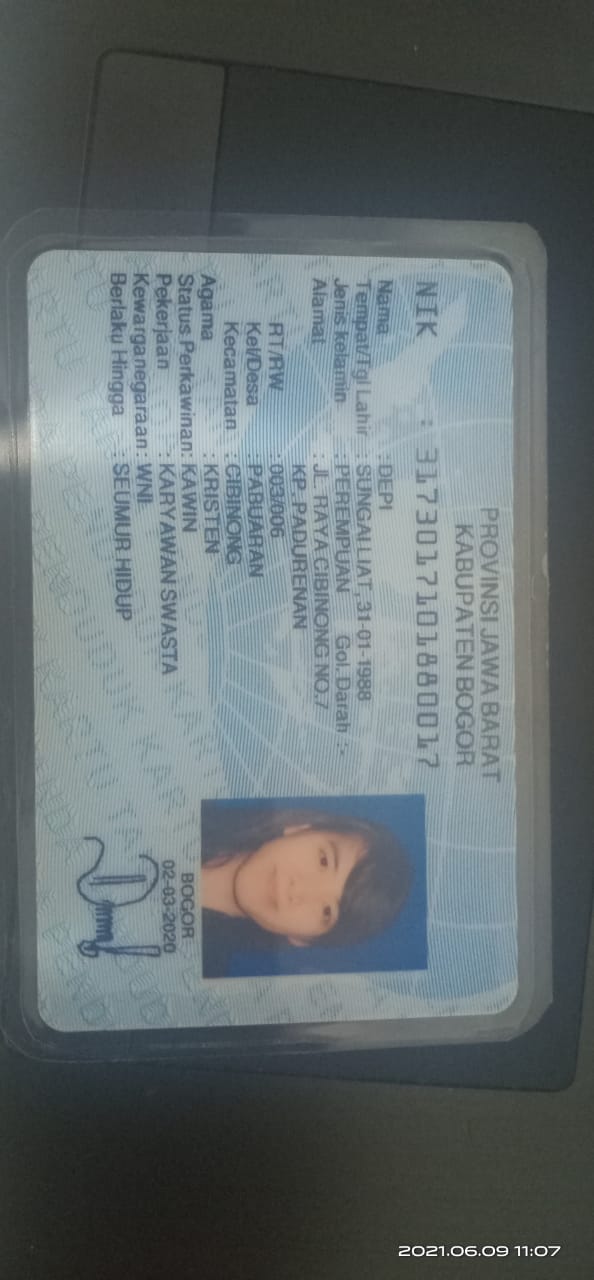 PROVINSI JAWA BARAT
KABUPATEN BOGOR
NIK : 3173017101880017
Nama : DEPI
Tempat/Tgl Lahir : SUNGAILIAT, 31-01-1988
Jenis kelamin : PEREMPUAN Gol. Darah :-
Alamat : JL. RAYA CIBINONG NO.7
KP. PADURENAN
RT/RW : 003/006
Kel/Desa : PABUARAN
Kecamatan : CIBINONG
Agama : KRISTEN
Status Perkawinan: KAWIN
Pekerjaan : KARYAWAN SWASTA
Kewarganegaraan: WNI
Berlaku Hingga : SEUMUR HIDUP
BOGOR
02-03-2020
2021.06.09 11:07